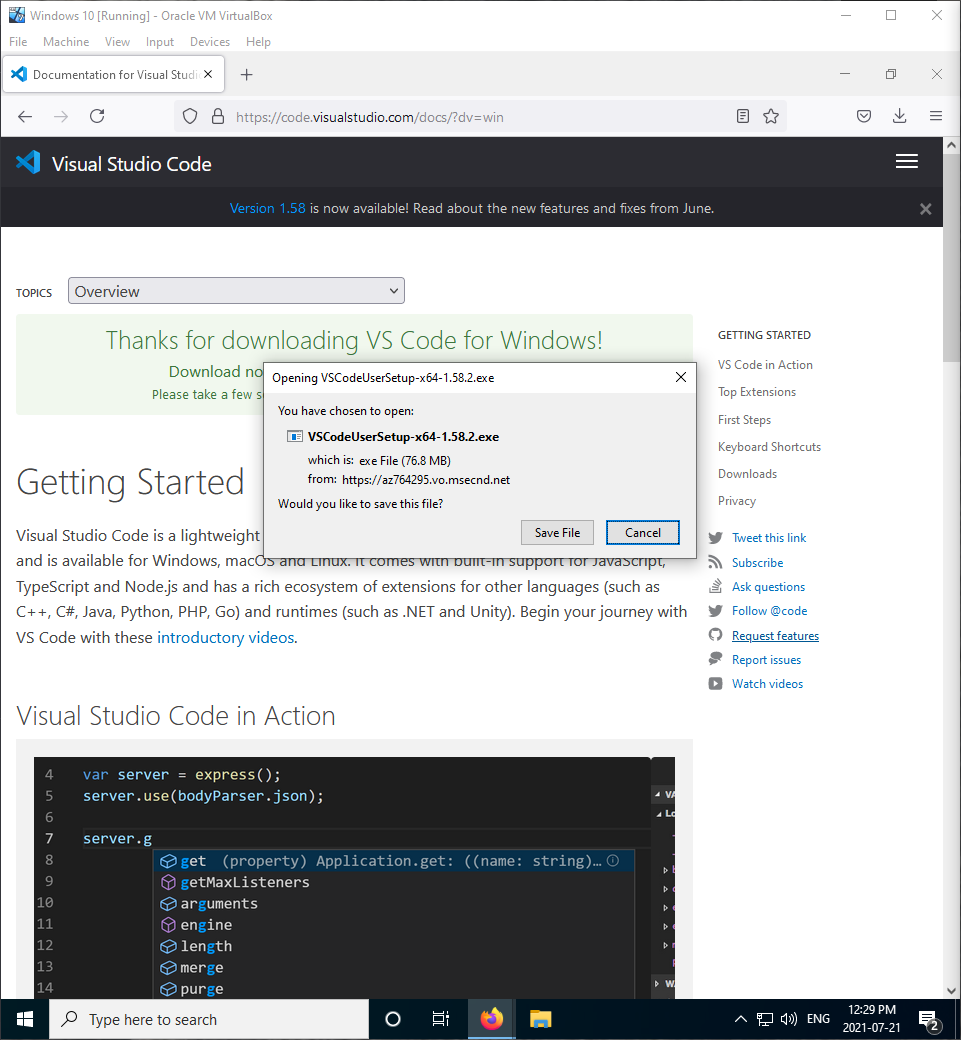 Windows 10 [Running] - Oracle VM VirtualBox
File Machine View Input Devices Help
Documentation for Visual Studi
https://code.visualstudio.com/docs/?dv=win
Visual Studio Code
Version 1.58 is now available! Read about the new features and fixes from June.
TOPICS Overview
Thanks for downloading VS Code for Windows!
Download no
Please take a few s
Opening VSCodeUserSetup-x64-1.58.2.exe
You have chosen to open:
VSCodeUserSetup-x64-1.58.2.exe
which is: exe File (76.8 MB)
from: https://az764295.vo.msecnd.net
Would you like to save this file?
Save File Cancel
Getting Started
Visual Studio Code is a lightweight
and is available for Windows, macOS and Linux. It comes with built-in support for JavaScript,
TypeScript and Node.js and has a rich ecosystem of extensions for other languages (such as
C++, C#, Java, Python, PHP, Go) and runtimes (such as .NET and Unity). Begin your journey with
VS Code with these introductory videos.
GETTING STARTED
VS Code in Action
Top Extensions
First Steps
Keyboard Shortcuts
Downloads
Privacy
Tweet this link
Subscribe
Ask questions
Follow @code
Request features
Report issues
Watch videos
Visual Studio Code in Action
4 var server = express();
5 server.use(bodyParser.json);
6
7 server.g
8 get (property) Application.get: ((name: string)…
9 getMaxListeners
10 arguments
11 engine
12 length
13 merge
14 purge
VA
Lo
WA
Type here to search
ENG
12:29 PM
2021-07-21
2